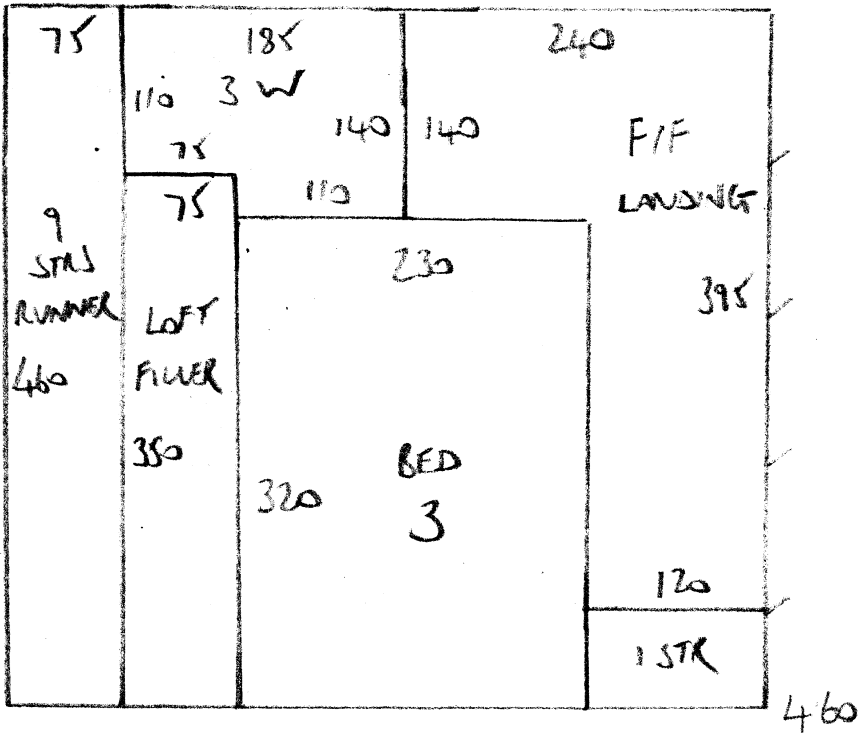 75
185
240
110
3 W
140
140
F/F
LANDING
75
110
75
9
STRS
RUNNER
460
LOFT
FILLER
350
230
395
320
BED
3
120
1 STR
460